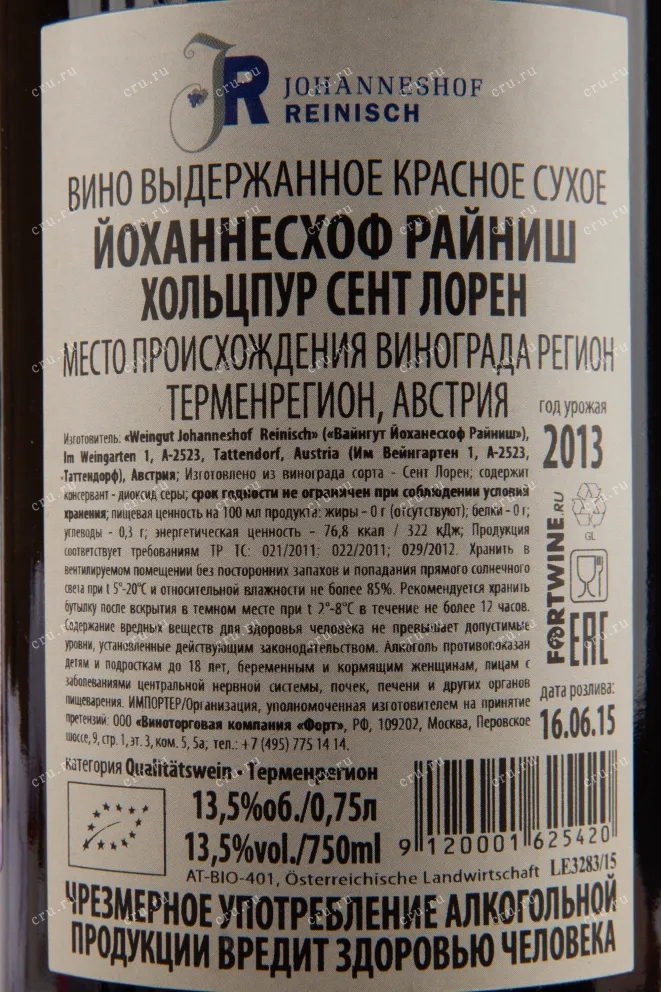 JR JOHANNESHOF
REINISCH
ВИНО ВЫДЕРЖАННОЕ КРАСНОЕ СУХОЕ
ЙОХАННЕСХОФ РАЙНИШ
ХОЛЬЦПУР СЕНТ ЛОРЕН
МЕСТО ПРОИСХОЖДЕНИЯ ВИНОГРАДА РЕГИОН
ТЕРМЕНРЕГИОН, АВСТРИЯ
год урожая
2013
Изготовитель: «Weingut Johanneshof Reinisch» («Вайнгут Йоханесхоф Райниш»),
Im Weingarten 1, A-2523, Tattendorf, Austria (Им Вейнгартен 1, А-2523,
Таттендорф), Австрия; Изготовлено из винограда сорта - Сент Лорен; содержит
консервант - диоксид серы; срок годности не ограничен при соблюдении условий
хранения; пищевая ценность на 100 мл продукта: жиры - 0 г (отсутствуют); белки - 0 г;
углеводы - 0,3 г; энергетическая ценность - 76,8 ккал / 322 кДж; Продукция
соответствует требованиям ТР ТС: 021/2011; 022/2011; 029/2012. Хранить в
вентилируемом помещении без посторонних запахов и попадания прямого солнечного
света при t 5°-20°С и относительной влажности не более 85%. Рекомендуется хранить
бутылку после вскрытия в темном месте при t 2°-8°С в течение не более 12 часов.
Содержание вредных веществ для здоровья человека не превышает допустимые
уровни, установленные действующим законодательством. Алкоголь противопоказан
детям и подросткам до 18 лет, беременным и кормящим женщинам, лицам с
заболеваниями центральной нервной системы, почек, печени и других органов
пищеварения. ИМПОРТЕР/Организация, уполномоченная изготовителем на принятие
претензий: ООО «Виноторговая компания «Форт», РФ, 109202, Москва, Перовское
шоссе, 9, стр. 1, эт. 3, ком. 5, 5а; тел.: +7 (495) 775 14 14.
FORTWINE.RU
GL
EAC
дата розлива:
16.06.15
категория Qualitätswein · Терменрегион
13,5%об./0,75л
13,5%vol./750ml
9 120001 625420
AT-BIO-401, Österreichische Landwirtschaft LE3283/15
ЧРЕЗМЕРНОЕ УПОТРЕБЛЕНИЕ АЛКОГОЛЬНОЙ
ПРОДУКЦИИ ВРЕДИТ ЗДОРОВЬЮ ЧЕЛОВЕКА
cru.ru